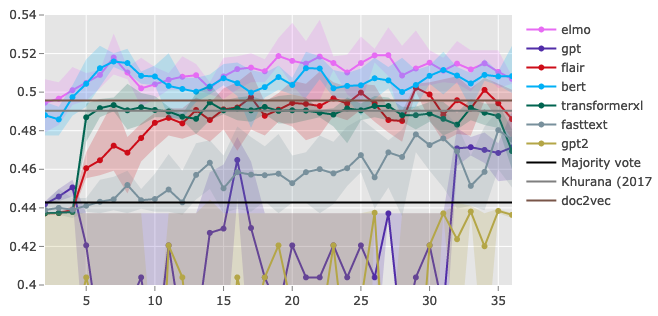 0.54
0.52
0.5
0.48
0.46
0.44
0.42
0.4
5
10
15
20
25
30
35
elmo
gpt
flair
bert
transformerxl
fasttext
gpt2
Majority vote
Khurana (2017
doc2vec